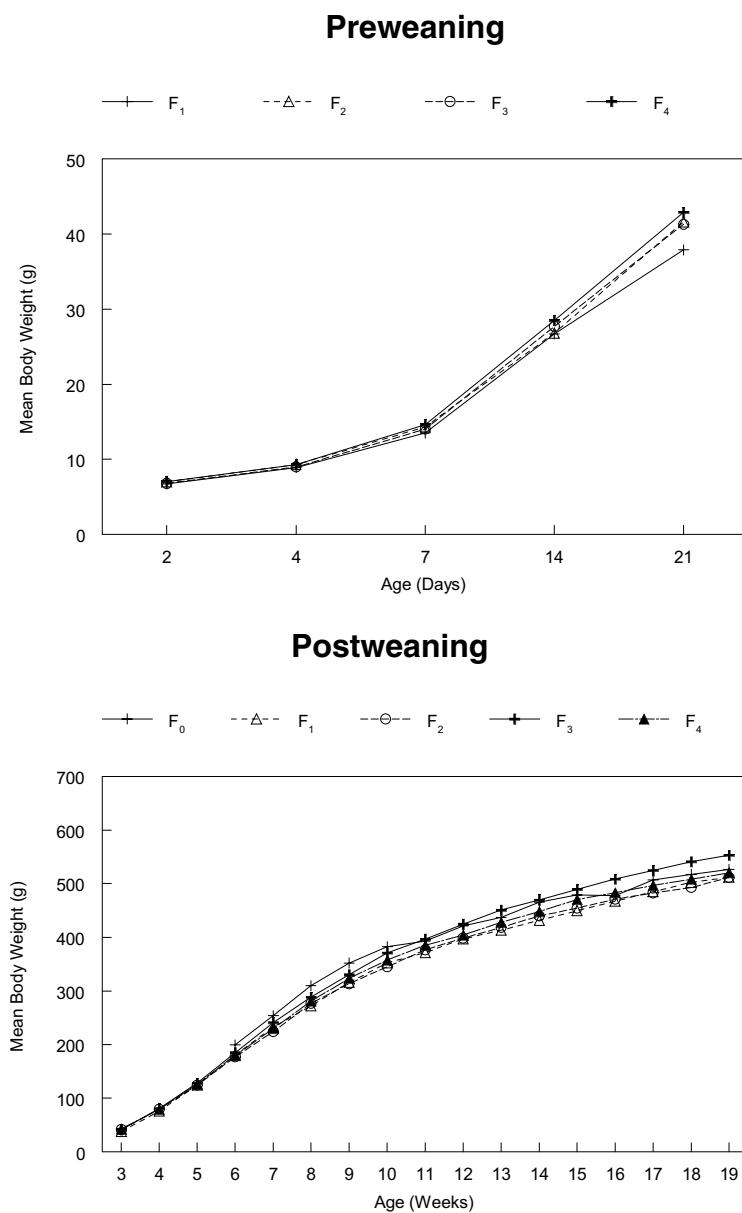 Preweaning
F1 F2 F3 F4
50
40
30
20
10
0
Mean Body Weight (g)
2 4 7 14 21
Age (Days)
Postweaning
F0 F1 F2 F3 F4
700
600
500
400
300
200
100
0
Mean Body Weight (g)
3 4 5 6 7 8 9 10 11 12 13 14 15 16 17 18 19
Age (Weeks)